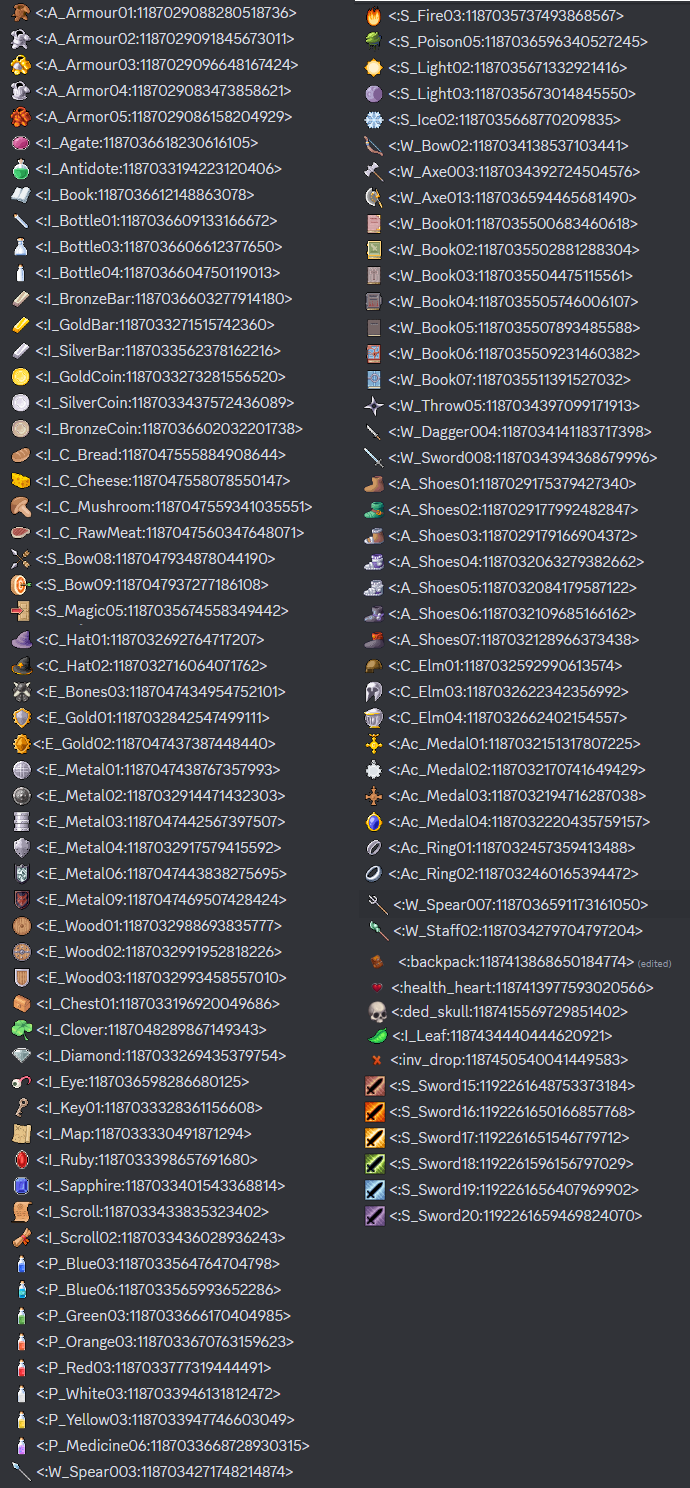 <:A_Armour01:1187029088280518736>
<:A_Armour02:1187029091845673011>
<:A_Armour03:1187029096648167424>
<:A_Armor04:1187029083473858621>
<:A_Armor05:1187029086158204929>
<:I_Agate:1187036618230616105>
<:I_Antidote:1187033194223120406>
<:I_Book:1187036612148863078>
<:I_Bottle01:1187036609133166672>
<:I_Bottle03:1187036606612377650>
<:I_Bottle04:1187036604750119013>
<:I_BronzeBar:1187036603277914180>
<:I_GoldBar:1187033271515742360>
<:I_SilverBar:1187033562378162216>
<:I_GoldCoin:1187033273281556520>
<:I_SilverCoin:1187033437572436089>
<:I_BronzeCoin:1187036602032201738>
<:I_C_Bread:1187047555884908644>
<:I_C_Cheese:1187047558078550147>
<:I_C_Mushroom:1187047559341035551>
<:I_C_RawMeat:1187047560347648071>
<:S_Bow08:1187047934878044190>
<:S_Bow09:1187047937277186108>
<:S_Magic05:1187035674558349442>
<:C_Hat01:1187032692764717207>
<:C_Hat02:1187032716064071762>
<:E_Bones03:1187047434954752101>
<:E_Gold01:1187032842547499111>
<:E_Gold02:1187047437387448440>
<:E_Metal01:1187047438767357993>
<:E_Metal02:1187032914471432303>
<:E_Metal03:1187047442567397507>
<:E_Metal04:1187032917579415592>
<:E_Metal06:1187047443838275695>
<:E_Metal09:1187047469507428424>
<:E_Wood01:1187032988693835777>
<:E_Wood02:1187032991952818226>
<:E_Wood03:1187032993458557010>
<:I_Chest01:1187033196920049686>
<:I_Clover:1187048289867149343>
<:I_Diamond:1187033269435379754>
<:I_Eye:1187036598286680125>
<:I_Key01:1187033328361156608>
<:I_Map:1187033330491871294>
<:I_Ruby:1187033398657691680>
<:I_Sapphire:1187033401543368814>
<:I_Scroll:1187033433835323402>
<:I_Scroll02:1187033436028936243>
<:P_Blue03:1187033564764704798>
<:P_Blue06:1187033565993652286>
<:P_Green03:1187033666170404985>
<:P_Orange03:1187033670763159623>
<:P_Red03:1187033777319444491>
<:P_White03:1187033946131812472>
<:P_Yellow03:1187033947746603049>
<:P_Medicine06:1187033668728930315>
<:W_Spear003:1187034271748214874>
<:S_Fire03:1187035737493868567>
<:S_Poison05:1187036596340527245>
<:S_Light02:1187035671332921416>
<:S_Light03:1187035673014845550>
<:S_Ice02:1187035668770209835>
<:W_Bow02:1187034138537103441>
<:W_Axe003:1187034392724504576>
<:W_Axe013:1187036594465681490>
<:W_Book01:1187035500683460618>
<:W_Book02:1187035502881288304>
<:W_Book03:1187035504475115561>
<:W_Book04:1187035505746006107>
<:W_Book05:1187035507893485588>
<:W_Book06:1187035509231460382>
<:W_Book07:1187035511391527032>
<:W_Throw05:1187034397099171913>
<:W_Dagger004:1187034141183717398>
<:W_Sword008:1187034394368679996>
<:A_Shoes01:1187029175379427340>
<:A_Shoes02:1187029177992482847>
<:A_Shoes03:1187029179166904372>
<:A_Shoes04:1187032063279382662>
<:A_Shoes05:1187032084179587122>
<:A_Shoes06:1187032109685166162>
<:A_Shoes07:1187032128966373438>
<:C_Elm01:1187032592990613574>
<:C_Elm03:1187032622342356992>
<:C_Elm04:1187032662402154557>
<:Ac_Medal01:1187032151317807225>
<:Ac_Medal02:1187032170741649429>
<:Ac_Medal03:1187032194716287038>
<:Ac_Medal04:1187032220435759157>
<:Ac_Ring01:1187032457359413488>
<:Ac_Ring02:1187032460165394472>
<:W_Spear007:1187036591173161050>
<:W_Staff02:1187034279704797204>
<:backpack:1187413868650184774> (edited)
<:health_heart:1187413977593020566>
<:ded_skull:1187415569729851402>
<:I_Leaf:1187434440444620921>
<:inv_drop:1187450540041449583>
<:S_Sword15:1192261648753373184>
<:S_Sword16:1192261650166857768>
<:S_Sword17:1192261651546779712>
<:S_Sword18:1192261596156797029>
<:S_Sword19:1192261656407969902>
<:S_Sword20:1192261659469824070>